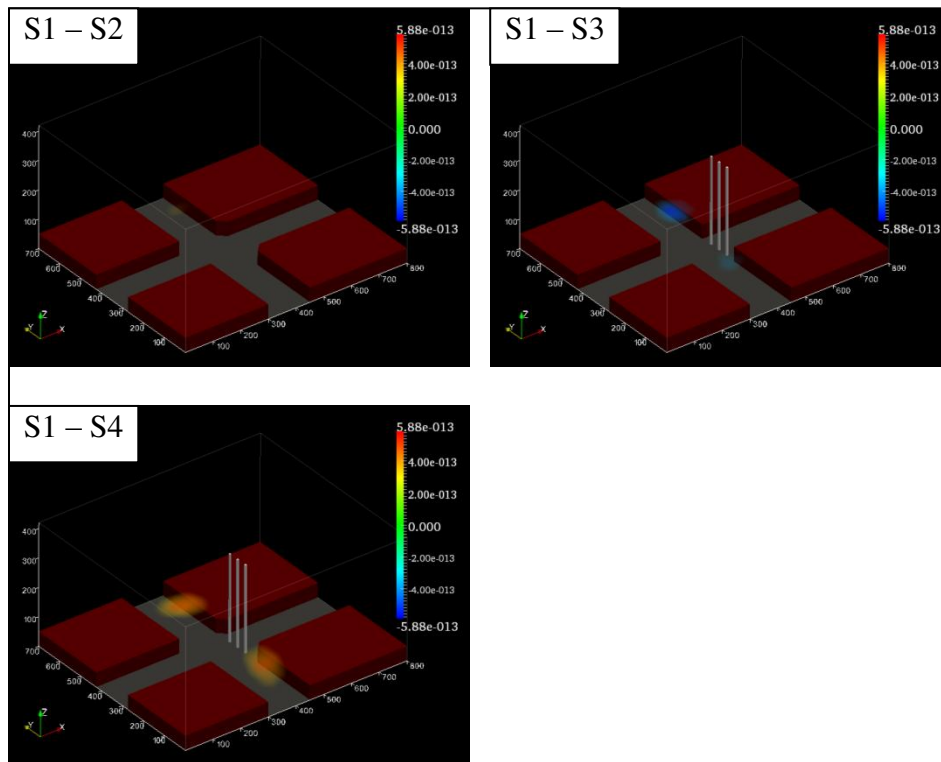 S1 – S2
5.88e-013
4.00e-013
2.00e-013
0.000
-2.00e-013
-4.00e-013
-5.88e-013
400
300
200
100
700
600
500
400
300
200
100
100
200
300
400
500
600
700
800
Z
Y
X
S1 – S3
5.88e-013
4.00e-013
2.00e-013
0.000
-2.00e-013
-4.00e-013
-5.88e-013
400
300
200
100
700
600
500
400
300
200
100
100
200
300
400
500
600
700
800
Z
Y
X
S1 – S4
5.88e-013
4.00e-013
2.00e-013
0.000
-2.00e-013
-4.00e-013
-5.88e-013
400
300
200
100
700
600
500
400
300
200
100
100
200
300
400
500
600
700
800
Z
Y
X